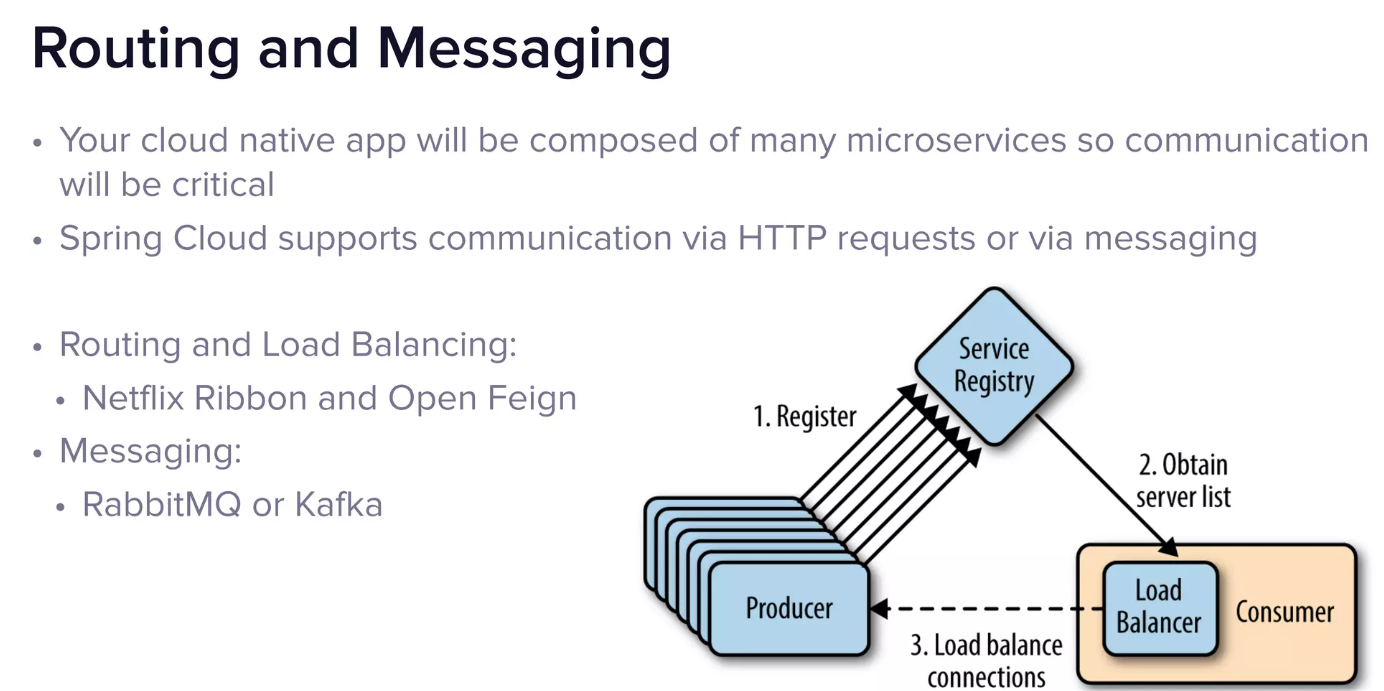 Routing and Messaging
• Your cloud native app will be composed of many microservices so communication
will be critical
• Spring Cloud supports communication via HTTP requests or via messaging
• Routing and Load Balancing:
• Netflix Ribbon and Open Feign
• Messaging:
• RabbitMQ or Kafka
Service
Registry
1. Register
2. Obtain
server list
Producer
Load
Balancer
Consumer
3. Load balance
connections